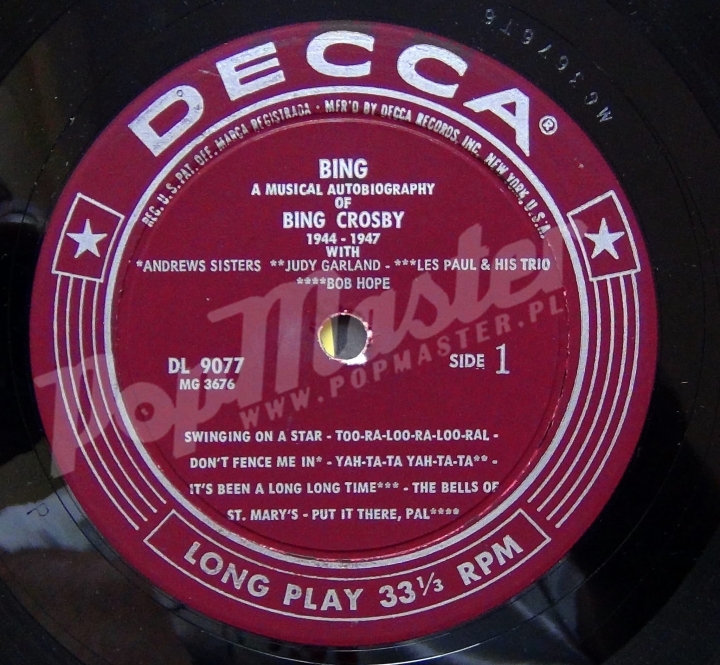 DECCA®
REG. U.S. PAT. OFF. MARCA REGISTRADA · MFR'D BY DECCA RECORDS, INC. NEW YORK, U.S.A.
BING
A MUSICAL AUTOBIOGRAPHY
OF
BING CROSBY
1944 - 1947
WITH
*ANDREWS SISTERS **JUDY GARLAND - ***LES PAUL & HIS TRIO
****BOB HOPE
DL 9077
MG 3676
SIDE 1
SWINGING ON A STAR - TOO-RA-LOO-RA-LOO-RAL -
DON'T FENCE ME IN* - YAH-TA-TA YAH-TA-TA** -
IT'S BEEN A LONG LONG TIME*** - THE BELLS OF
ST. MARY'S - PUT IT THERE, PAL****
LONG PLAY 33 1/3 RPM
PopMaster
WWW.POPMASTER.PL